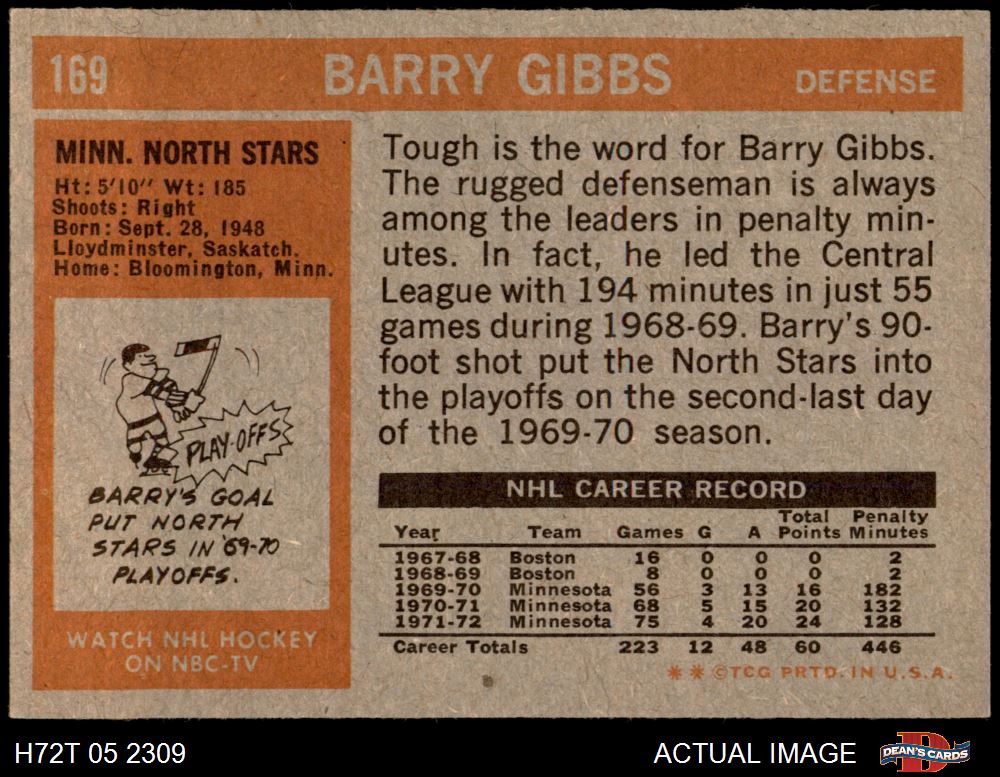 169 BARRY GIBBS DEFENSE
MINN. NORTH STARS
Ht: 5'10" Wt: 185
Shoots: Right
Born: Sept. 28, 1948
Lloydminster, Saskatch.
Home: Bloomington, Minn.
PLAY-OFFS
BARRY'S GOAL
PUT NORTH
STARS IN '69-70
PLAYOFFS.
WATCH NHL HOCKEY
ON NBC-TV
Tough is the word for Barry Gibbs.
The rugged defenseman is always
among the leaders in penalty min-
utes. In fact, he led the Central
League with 194 minutes in just 55
games during 1968-69. Barry's 90-
foot shot put the North Stars into
the playoffs on the second-last day
of the 1969-70 season.
NHL CAREER RECORD
Year Team Games G A Total Points Penalty Minutes
1967-68 Boston 16 0 0 0 2
1968-69 Boston 8 0 0 0 2
1969-70 Minnesota 56 3 13 16 182
1970-71 Minnesota 68 5 15 20 132
1971-72 Minnesota 75 4 20 24 128
Career Totals 223 12 48 60 446
* * ©TCG PRTD. IN U.S.A.
H72T 05 2309 ACTUAL IMAGE DEAN'S CARDS